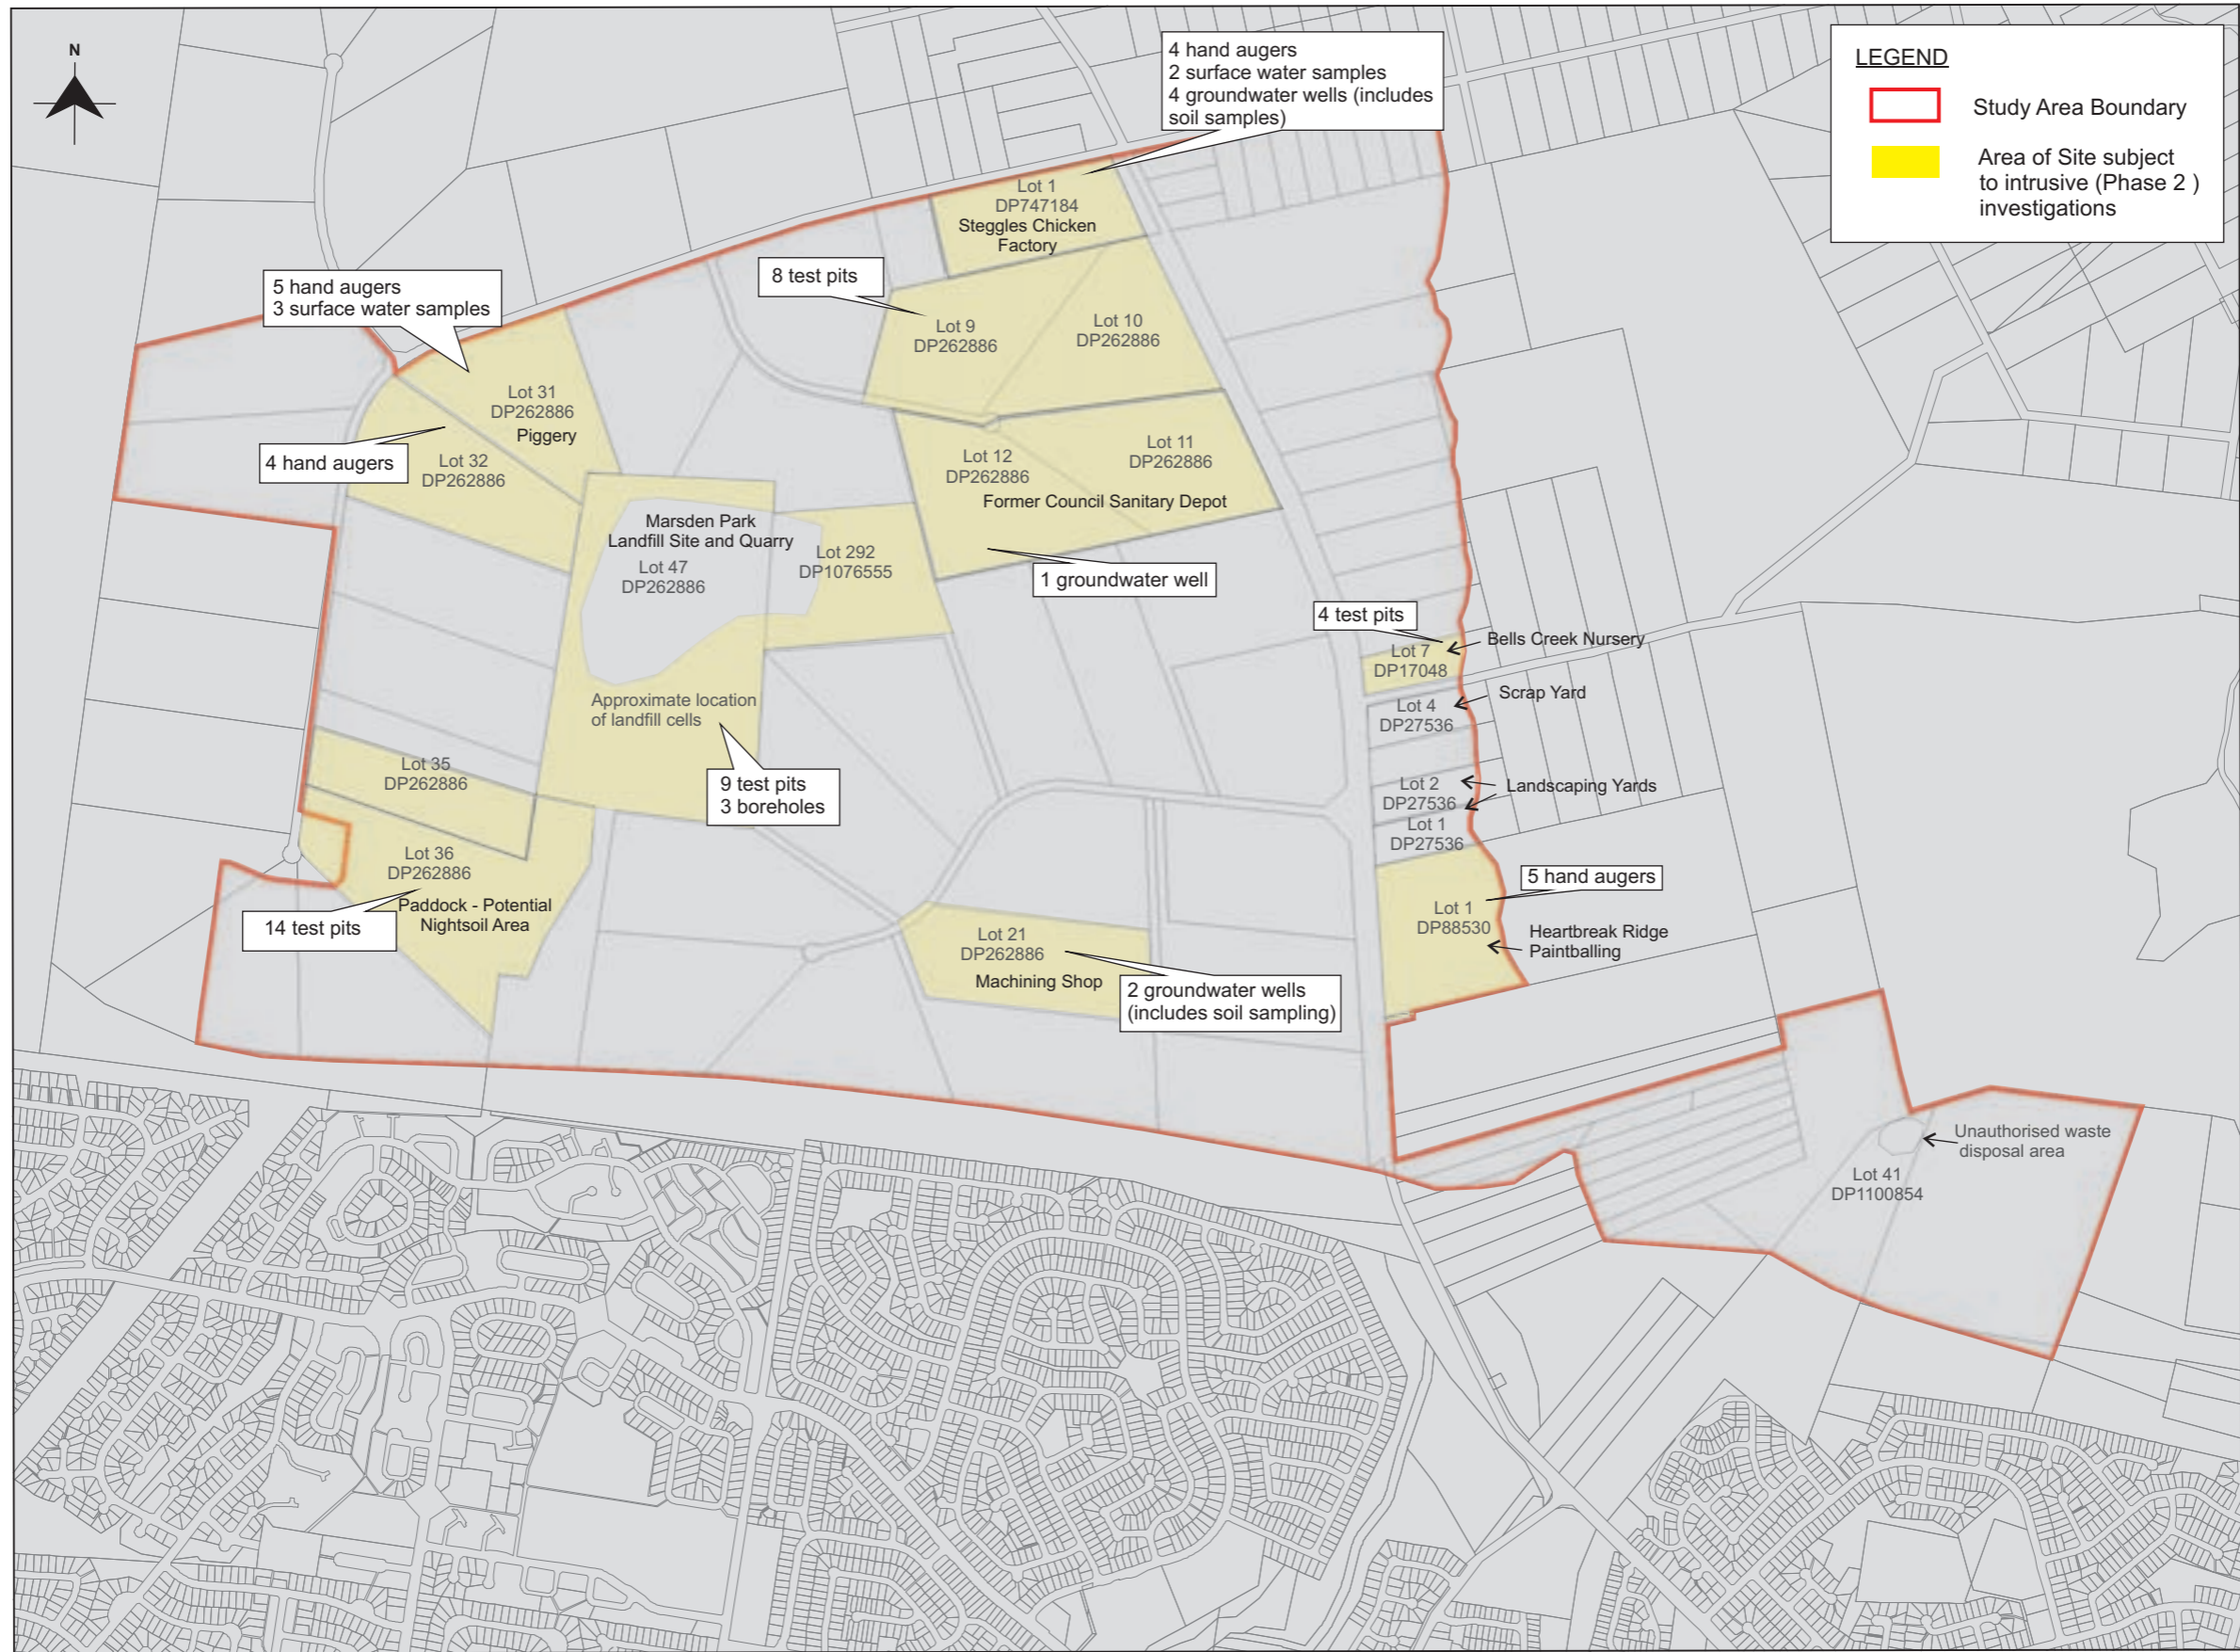 N
4 hand augers
2 surface water samples
4 groundwater wells (includes
soil samples)
LEGEND
Study Area Boundary
Area of Site subject
to intrusive (Phase 2 )
investigations
Lot 1
DP747184
Steggles Chicken
Factory
8 test pits
5 hand augers
3 surface water samples
Lot 9
DP262886
Lot 10
DP262886
Lot 31
DP262886
Piggery
4 hand augers
Lot 32
DP262886
Lot 12
DP262886
Lot 11
DP262886
Former Council Sanitary Depot
Marsden Park
Landfill Site and Quarry
Lot 47
DP262886
Lot 292
DP1076555
1 groundwater well
4 test pits
Bells Creek Nursery
Lot 7
DP17048
Scrap Yard
Lot 4
DP27536
Approximate location
of landfill cells
9 test pits
3 boreholes
Lot 35
DP262886
Lot 2
DP27536
Landscaping Yards
Lot 1
DP27536
Lot 36
DP262886
Paddock - Potential
Nightsoil Area
14 test pits
5 hand augers
Lot 1
DP88530
Heartbreak Ridge
Paintballing
Lot 21
DP262886
Machining Shop
2 groundwater wells
(includes soil sampling)
Unauthorised waste
disposal area
Lot 41
DP1100854